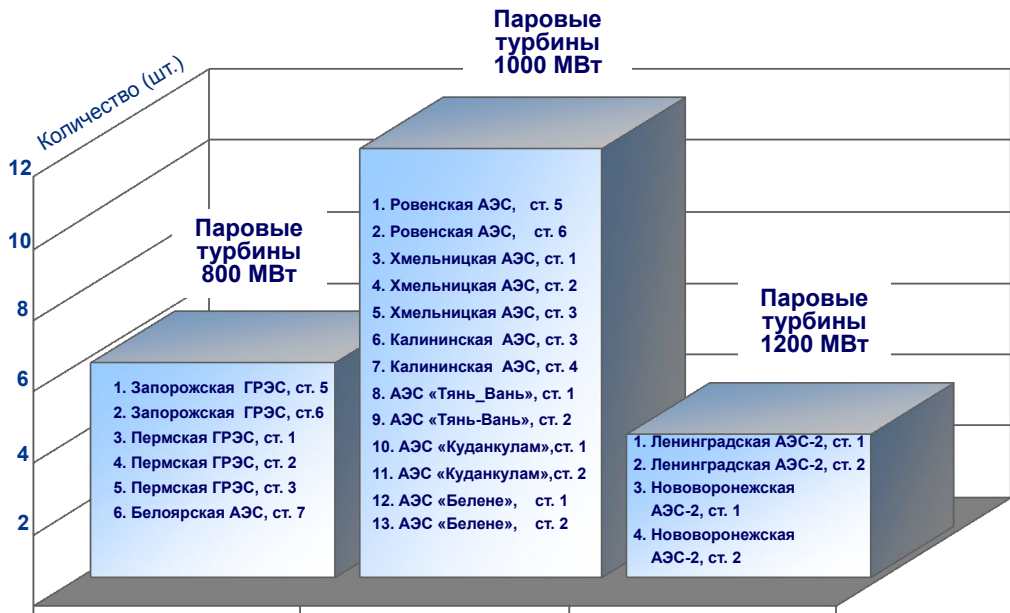 Количество (шт.)
12
10
8
6
4
2
Паровые
турбины
800 МВт
1. Запорожская ГРЭС, ст. 5
2. Запорожская ГРЭС, ст.6
3. Пермская ГРЭС, ст. 1
4. Пермская ГРЭС, ст. 2
5. Пермская ГРЭС, ст. 3
6. Белоярская АЭС, ст. 7
Паровые
турбины
1000 МВт
1. Ровенская АЭС, ст. 5
2. Ровенская АЭС, ст. 6
3. Хмельницкая АЭС, ст. 1
4. Хмельницкая АЭС, ст. 2
5. Хмельницкая АЭС, ст. 3
6. Калининская АЭС, ст. 3
7. Калининская АЭС, ст. 4
8. АЭС «Тянь_Вань», ст. 1
9. АЭС «Тянь-Вань», ст. 2
10. АЭС «Куданкулам»,ст. 1
11. АЭС «Куданкулам»,ст. 2
12. АЭС «Белене», ст. 1
13. АЭС «Белене», ст. 2
Паровые
турбины
1200 МВт
1. Ленинградская АЭС-2, ст. 1
2. Ленинградская АЭС-2, ст. 2
3. Нововоронежская
АЭС-2, ст. 1
4. Нововоронежская
АЭС-2, ст. 2